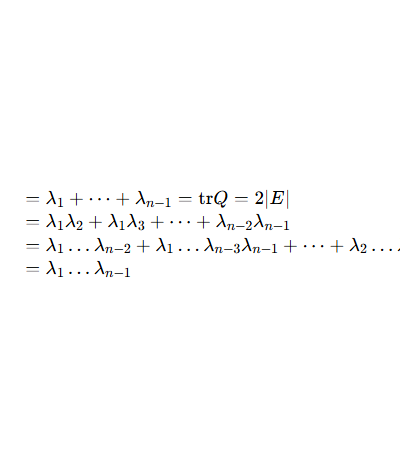 = λ₁ + ⋯ + λₙ₋₁ = trQ = 2|E|
= λ₁λ₂ + λ₁λ₃ + ⋯ + λₙ₋₂λₙ₋₁
= λ₁ … λₙ₋₂ + λ₁ … λₙ₋₃λₙ₋₁ + ⋯ + λ₂ …
= λ₁ … λₙ₋₁